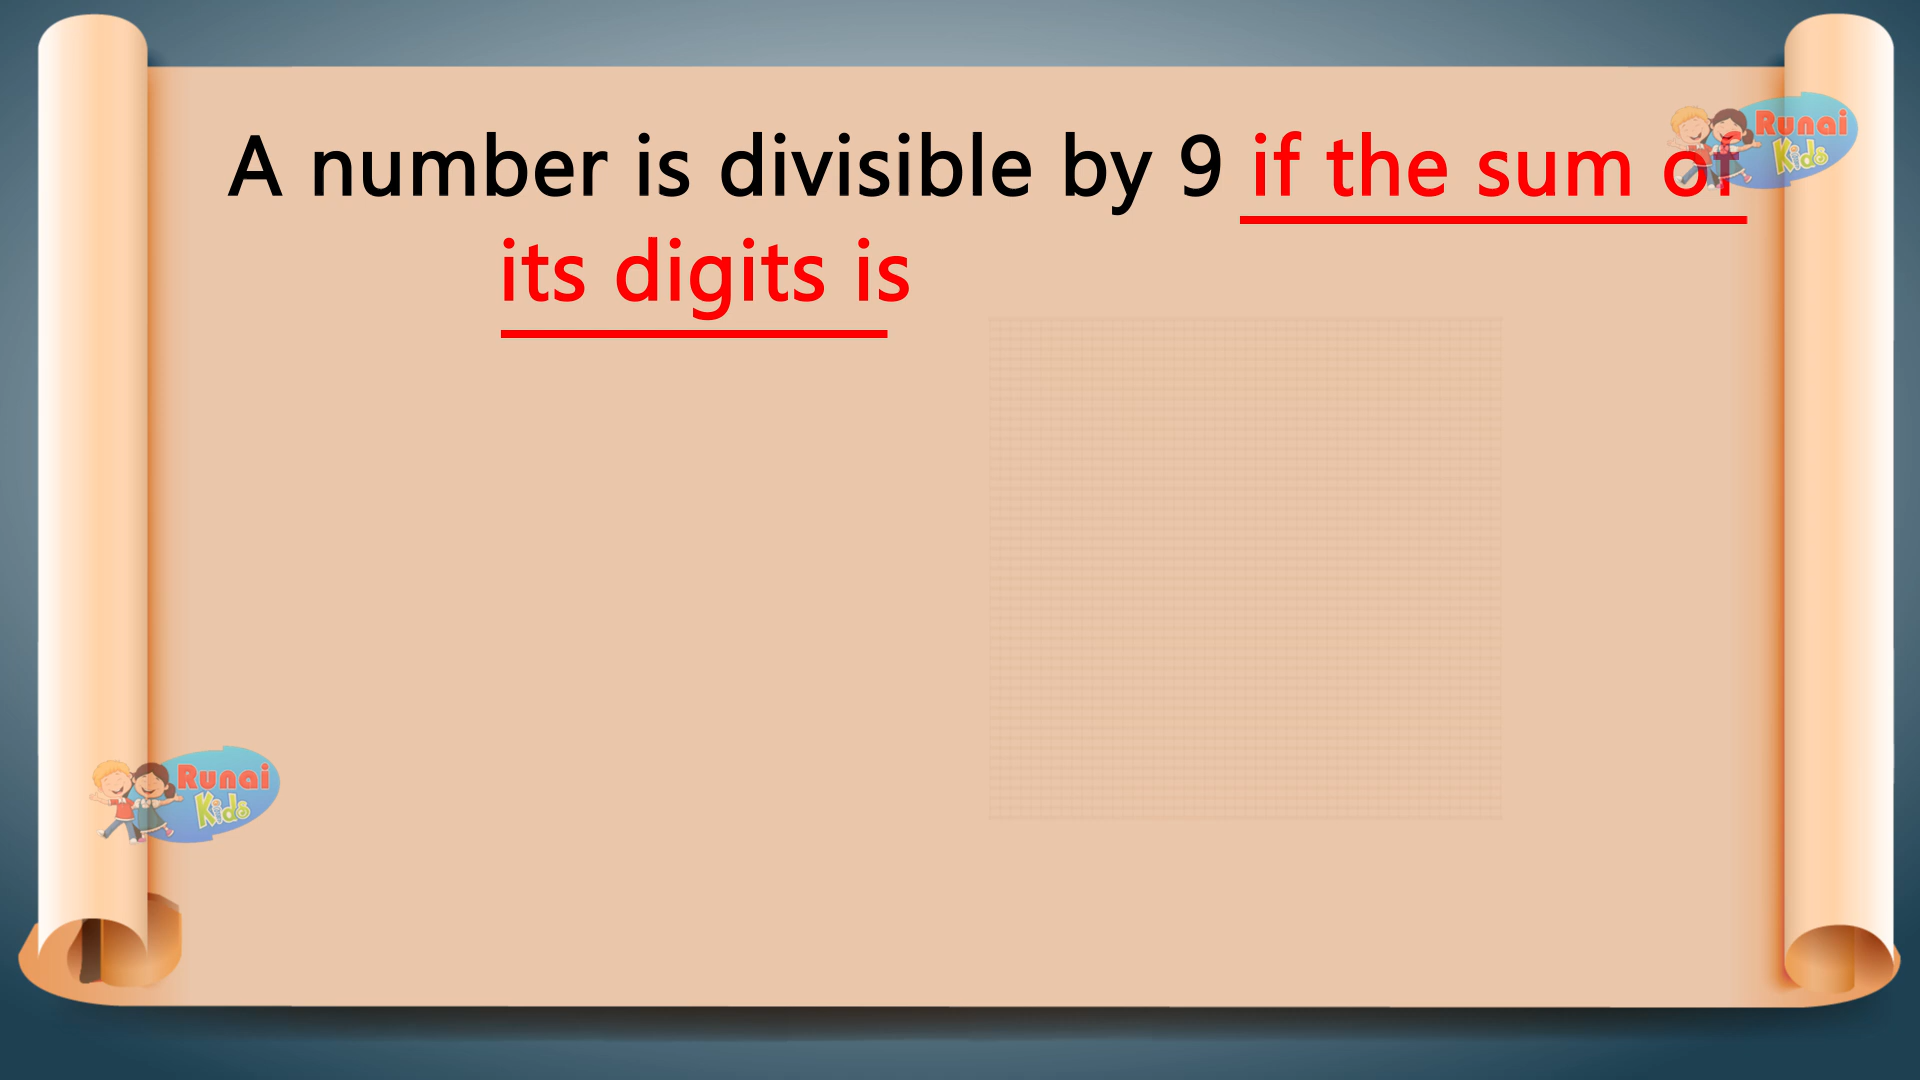 A number is divisible by 9 if the sum of
its digits is
Runai
Kids
Runai
Kids